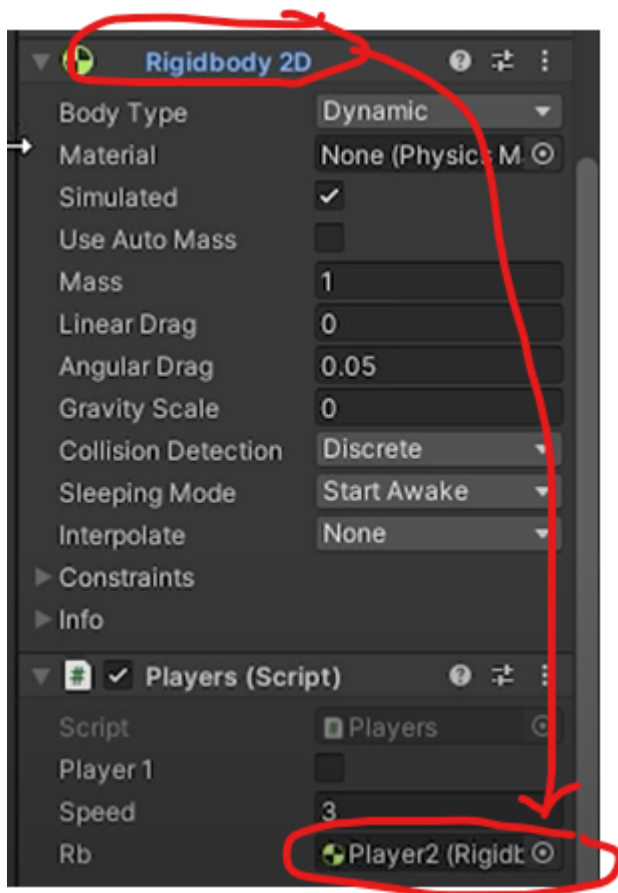 Rigidbody 2D
Body Type Dynamic
Material None (Physics M
Simulated
Use Auto Mass
Mass 1
Linear Drag 0
Angular Drag 0.05
Gravity Scale 0
Collision Detection Discrete
Sleeping Mode Start Awake
Interpolate None
Constraints
Info
# Players (Script)
Script # Players
Player 1
Speed 3
Rb Player2 (Rigidb